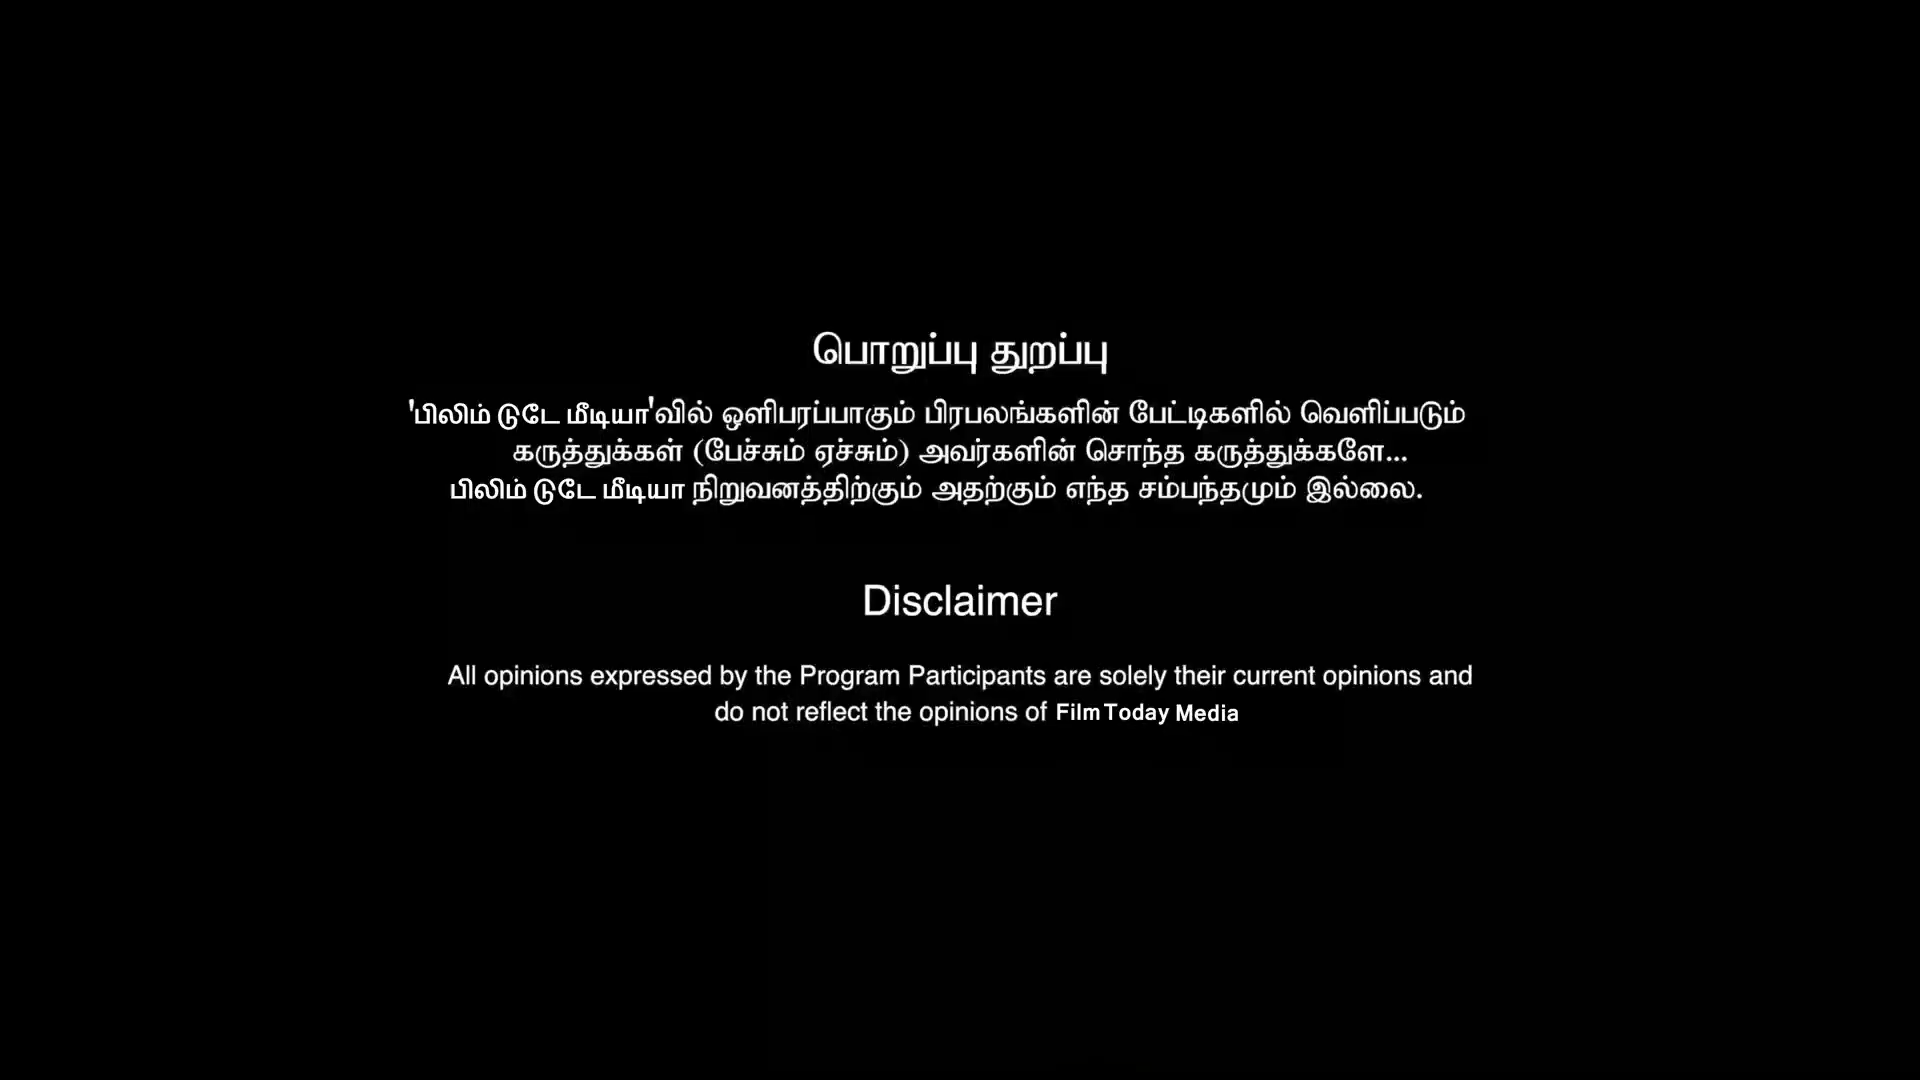 பொறுப்பு துறப்பு
'பிலிம் டுடே மீடியா'வில் ஒளிபரப்பாகும் பிரபலங்களின் பேட்டிகளில் வெளிப்படும்
கருத்துக்கள் (பேச்சும் ஏச்சும்) அவர்களின் சொந்த கருத்துக்களே...
பிலிம் டுடே மீடியா நிறுவனத்திற்கும் அதற்கும் எந்த சம்பந்தமும் இல்லை.
Disclaimer
All opinions expressed by the Program Participants are solely their current opinions and
do not reflect the opinions of Film Today Media